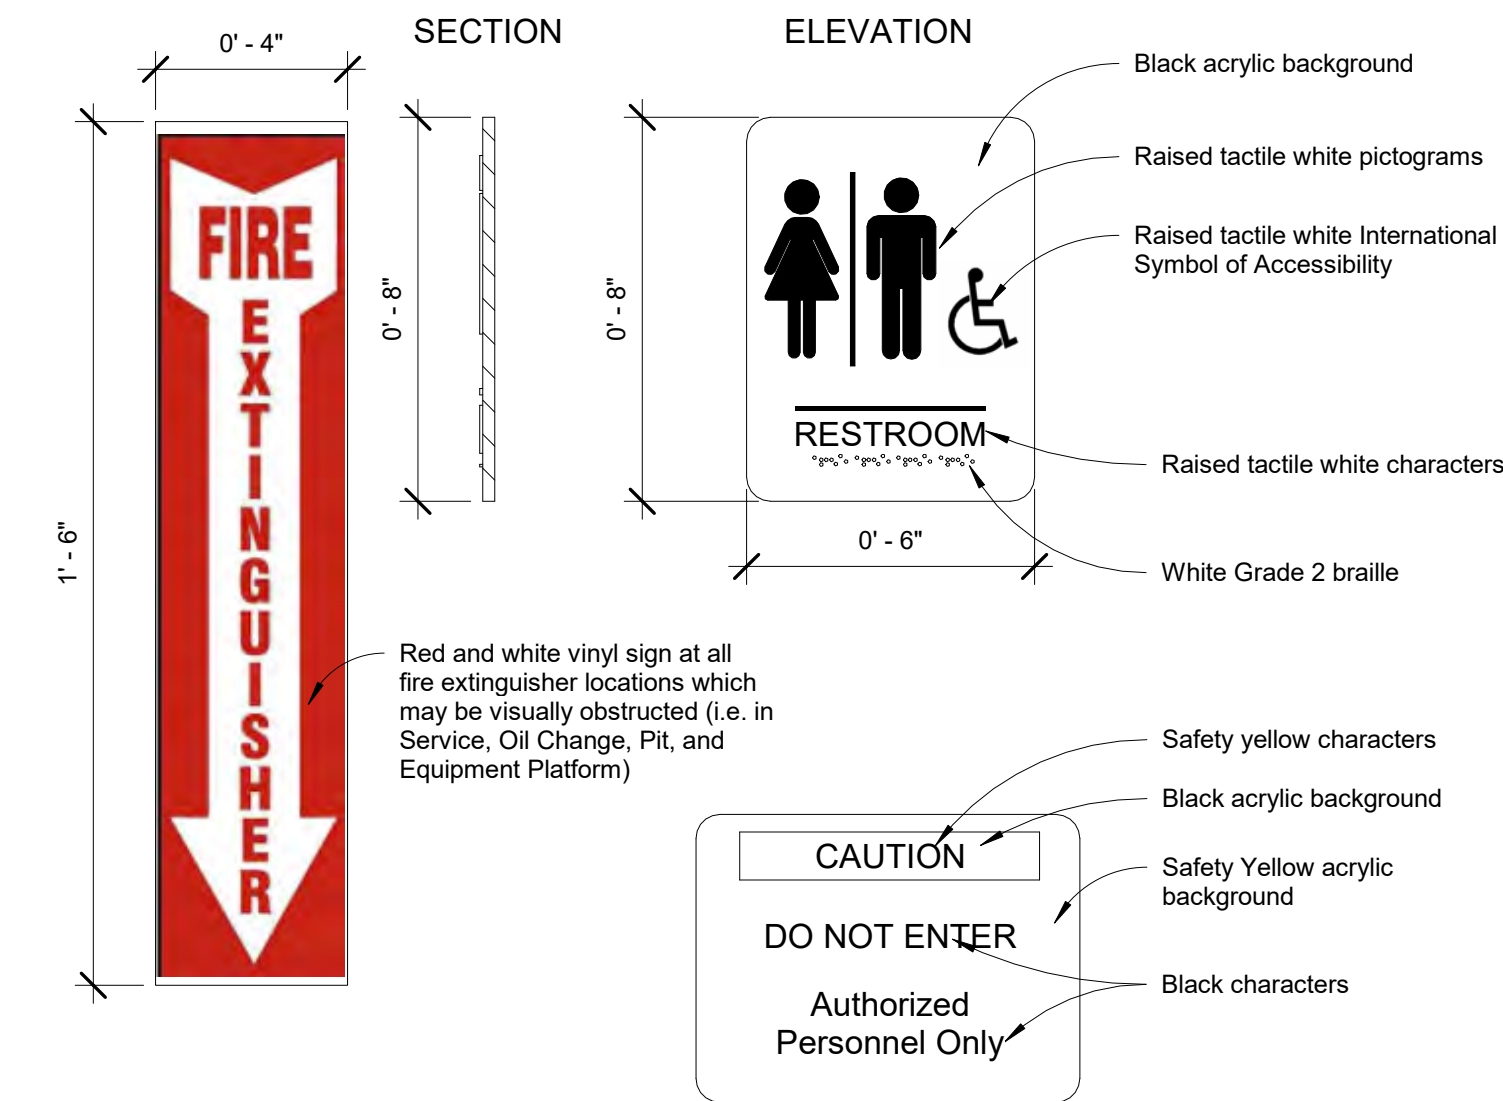 0' - 4"
SECTION
ELEVATION
1' - 6"
FIRE
EXTINGUISHER
0' - 8"
0' - 8"
0' - 6"
RESTROOM
Black acrylic background
Raised tactile white pictograms
Raised tactile white International
Symbol of Accessibility
Raised tactile white characters
White Grade 2 braille
Red and white vinyl sign at all
fire extinguisher locations which
may be visually obstructed (i.e. in
Service, Oil Change, Pit, and
Equipment Platform)
CAUTION
DO NOT ENTER
Authorized
Personnel Only
Safety yellow characters
Black acrylic background
Safety Yellow acrylic
background
Black characters